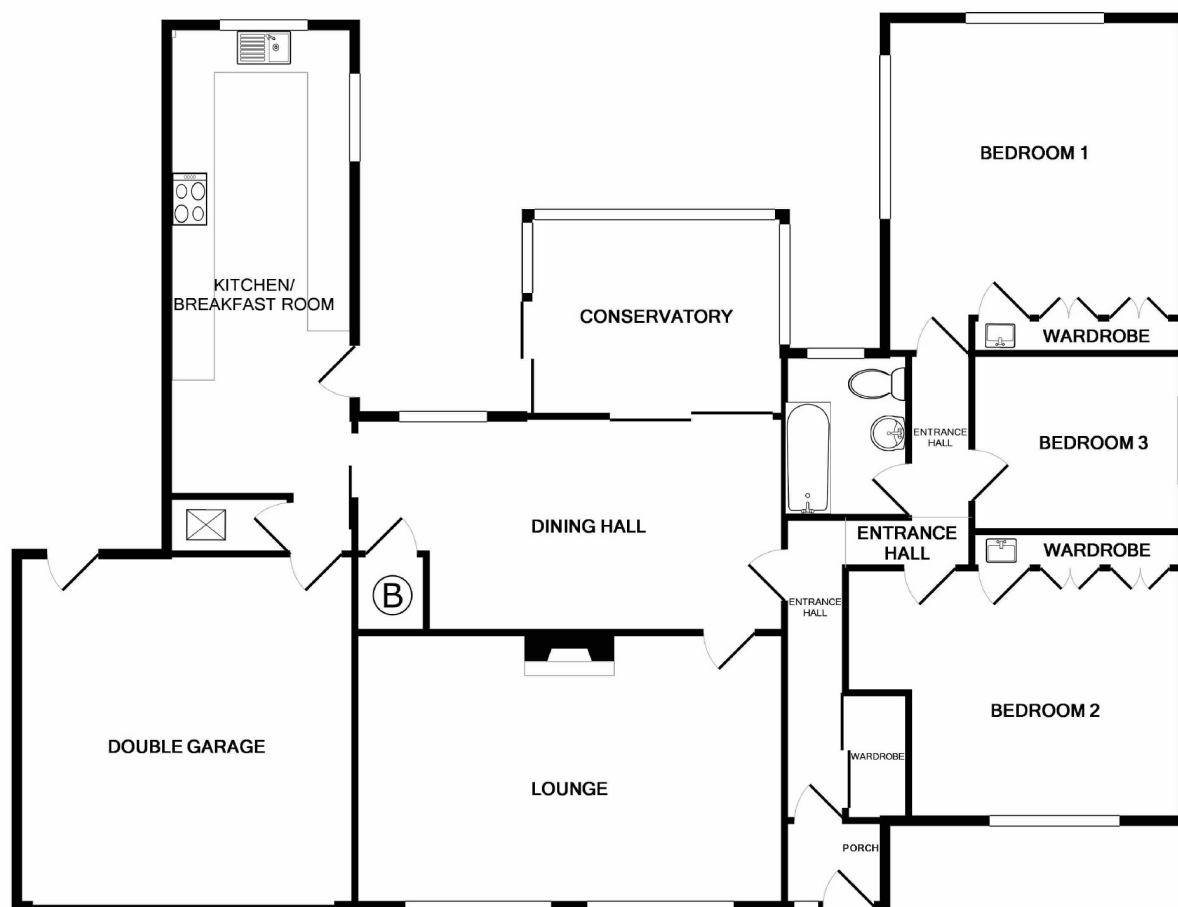 BEDROOM 1
KITCHEN/
BREAKFAST ROOM
CONSERVATORY
WARDROBE
ENTRANCE
HALL
BEDROOM 3
DINING HALL
ENTRANCE
HALL
WARDROBE
B
ENTRANCE
HALL
BEDROOM 2
DOUBLE GARAGE
WARDROBE
LOUNGE
PORCH